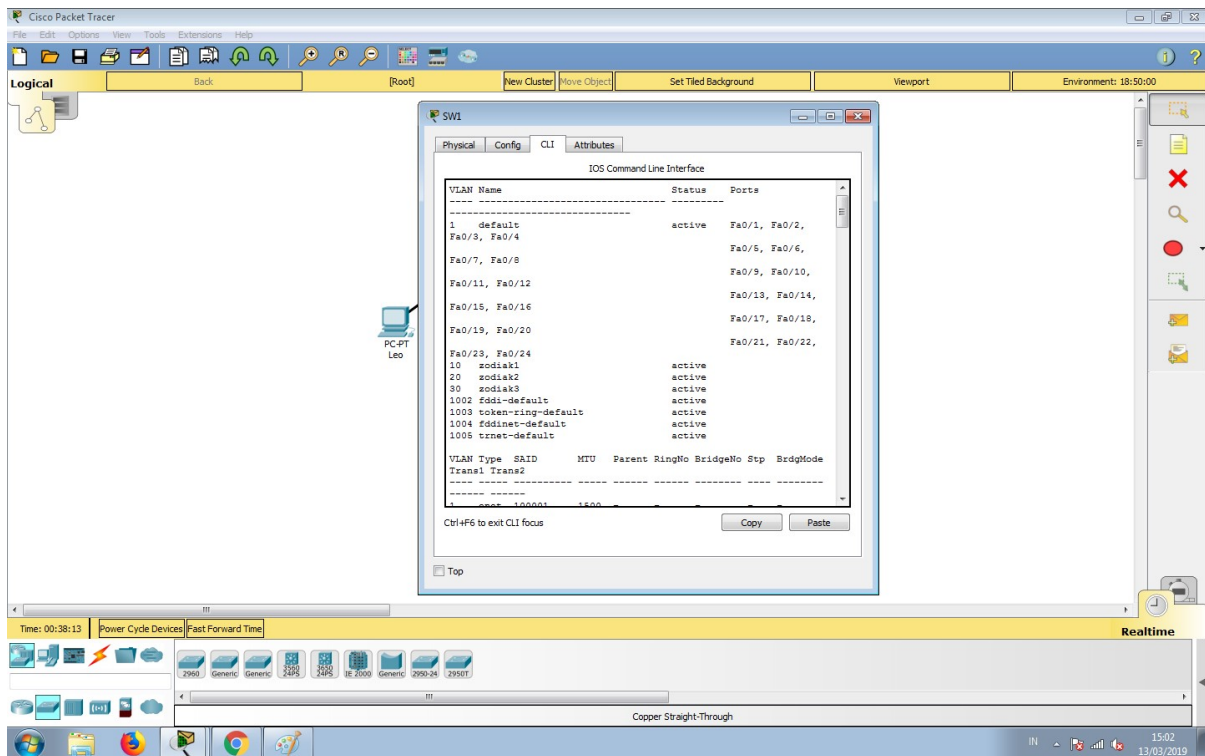 Cisco Packet Tracer
File Edit Options View Tools Extensions Help
Logical
Back
[Root]
New Cluster
Move Object
Set Tiled Background
Viewport
Environment: 18:50:00
SW1
Physical Config CLI Attributes
IOS Command Line Interface
VLAN Name Status Ports
---- -------------------------------- ---------
-------------------------------
1 default active Fa0/1, Fa0/2,
Fa0/3, Fa0/4
Fa0/5, Fa0/6,
Fa0/7, Fa0/8
Fa0/9, Fa0/10,
Fa0/11, Fa0/12
Fa0/13, Fa0/14,
Fa0/15, Fa0/16
Fa0/17, Fa0/18,
Fa0/19, Fa0/20
Fa0/21, Fa0/22,
Fa0/23, Fa0/24
10 zodiak1 active
20 zodiak2 active
30 zodiak3 active
1002 fddi-default active
1003 token-ring-default active
1004 fddinet-default active
1005 trnet-default active
VLAN Type SAID MTU Parent RingNo BridgeNo Stp BrdgMode
Trans1 Trans2
---- ----- ---------- ----- ------ ------ -------- ---- --------
------ ------
1 enet 100001 1500 - - - - -
Ctrl+F6 to exit CLI focus
Copy
Paste
Top
PC-PT
Leo
Time: 00:38:13
Power Cycle Devices
Fast Forward Time
Realtime
2960
Generic
Generic
3560
24PS
3650
24PS
IE 2000
Generic
2950-24
2950T
Copper Straight-Through
IN
15:02
13/03/2019